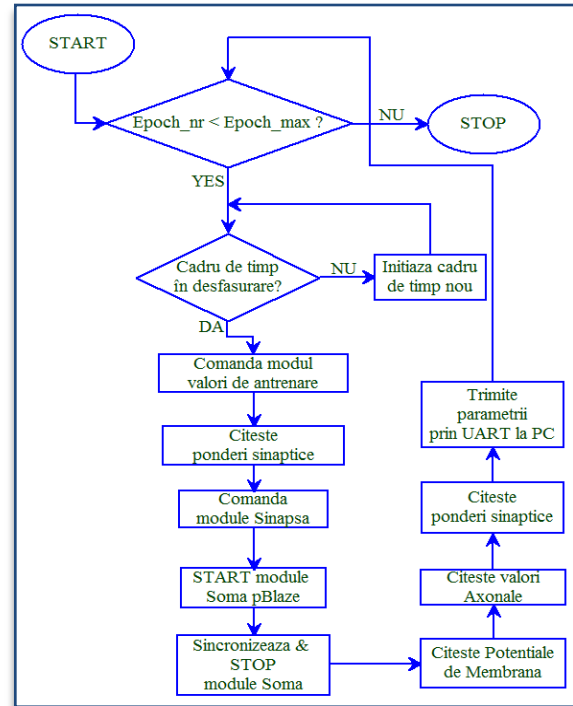 START
Epoch_nr < Epoch_max ?
NU
STOP
YES
Cadru de timp
în desfasurare?
NU
Initiaza cadru
de timp nou
DA
Comanda modul
valori de antrenare
Citeste
ponderi sinaptice
Comanda
module Sinapsa
START module
Soma pBlaze
Sincronizeaza &
STOP
module Soma
Citeste Potentiale
de Membrana
Citeste valori
Axonale
Citeste
ponderi sinaptice
Trimite
parametrii
prin UART la PC